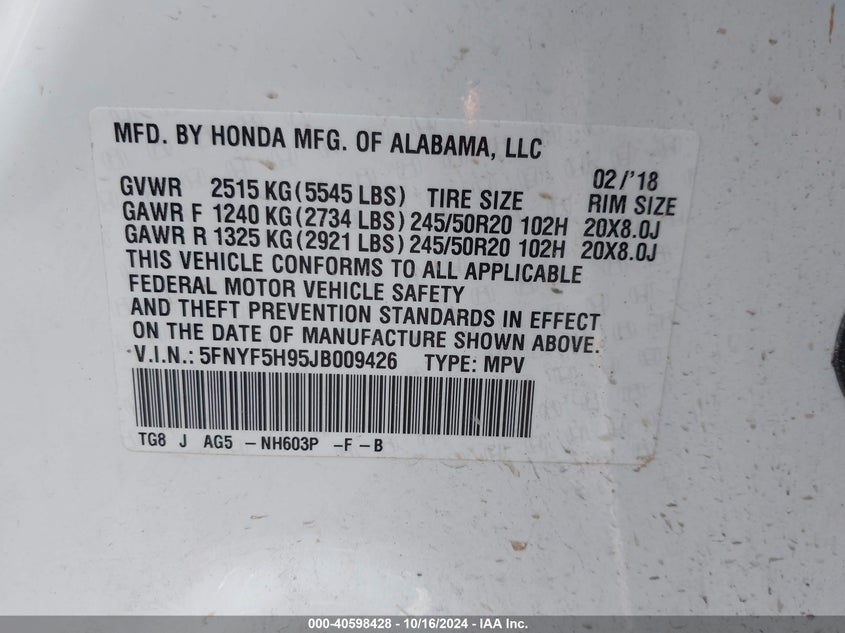 MFD. BY HONDA MFG. OF ALABAMA, LLC
02/'18
GVWR 2515 KG(5545 LBS) TIRE SIZE RIM SIZE
GAWR F 1240 KG(2734 LBS) 245/50R20 102H 20X8.0J
GAWR R 1325 KG(2921 LBS) 245/50R20 102H 20X8.0J
THIS VEHICLE CONFORMS TO ALL APPLICABLE
FEDERAL MOTOR VEHICLE SAFETY
AND THEFT PREVENTION STANDARDS IN EFFECT
ON THE DATE OF MANUFACTURE SHOWN ABOVE.
V.I.N.: 5FNYF5H95JB009426 TYPE: MPV
TG8 J AG5 -NH603P -F -B
000-40598428 - 10/16/2024 - IAA Inc.